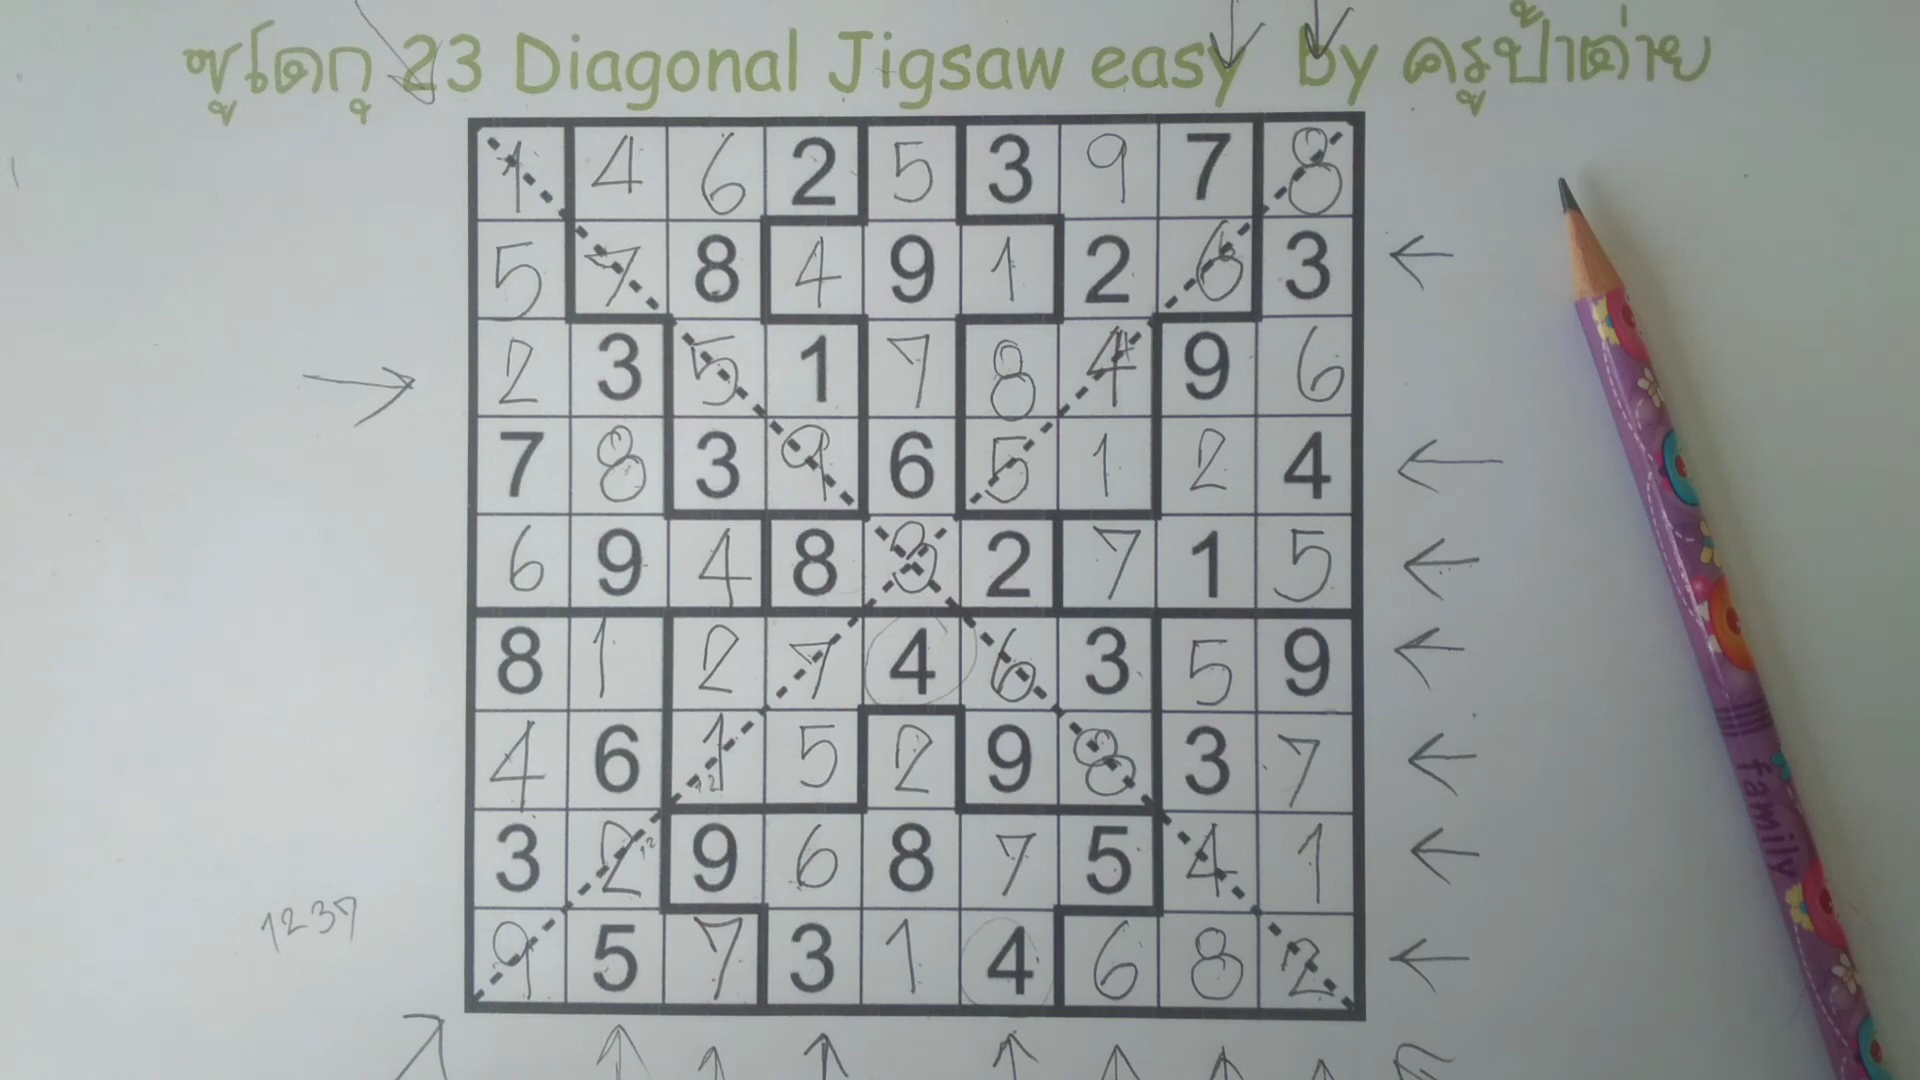 ซูโดกุ 23 Diagonal Jigsaw easy by ครูป้าต่าย
1 4 6 2 5 3 9 7 8
5 7 8 4 9 1 2 6 3
2 3 5 1 7 8 4 9 6
7 8 3 9 6 5 1 2 4
6 9 4 8 3 2 7 1 5
8 1 2 7 4 6 3 5 9
4 6 1 5 2 9 8 3 7
3 2 9 6 8 7 5 4 1
1237
9 5 7 3 1 4 6 8 2
family